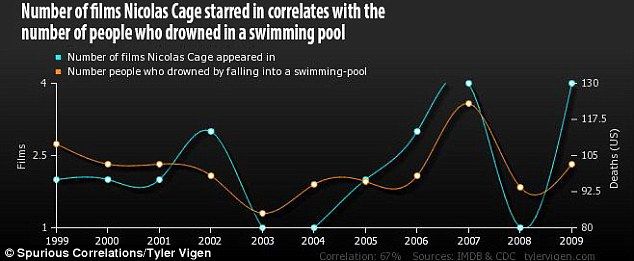 Number of films Nicolas Cage starred in correlates with the
number of people who drowned in a swimming pool
Number of films Nicolas Cage appeared in
Number people who drowned by falling into a swimming-pool
4
130
117.5
Films
2.5
105
Deaths (US)
92.5
1
80
1999 2000 2001 2002 2003 2004 2005 2006 2007 2008 2009
© Spurious Correlations/Tyler Vigen
Correlation: 67% Sources: IMDB & CDC tylervigen.com